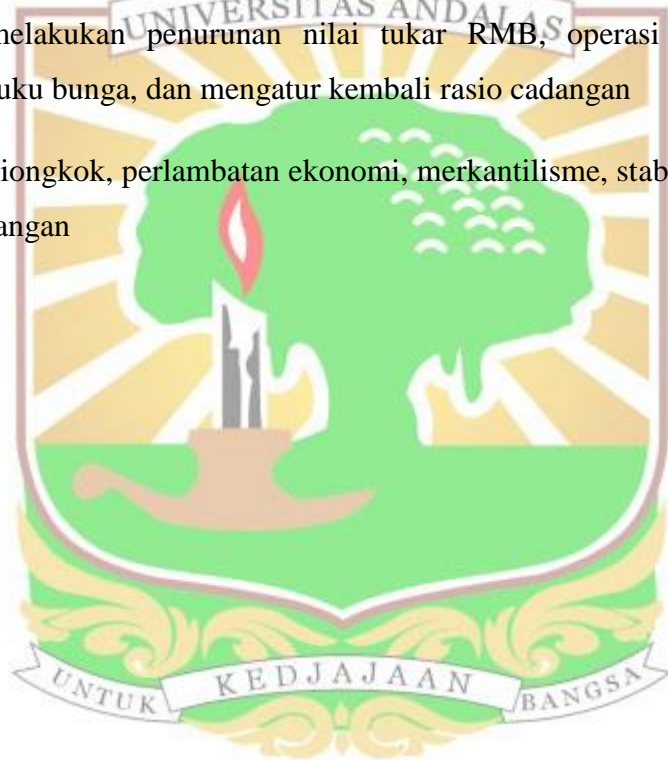 UNIVERSITAS ANDALAS
melakukan penurunan nilai tukar RMB, operasi
uku bunga, dan mengatur kembali rasio cadangan
iongkok, perlambatan ekonomi, merkantilisme, stab
angan
UNTUK KEDJAJAAN BANGSA